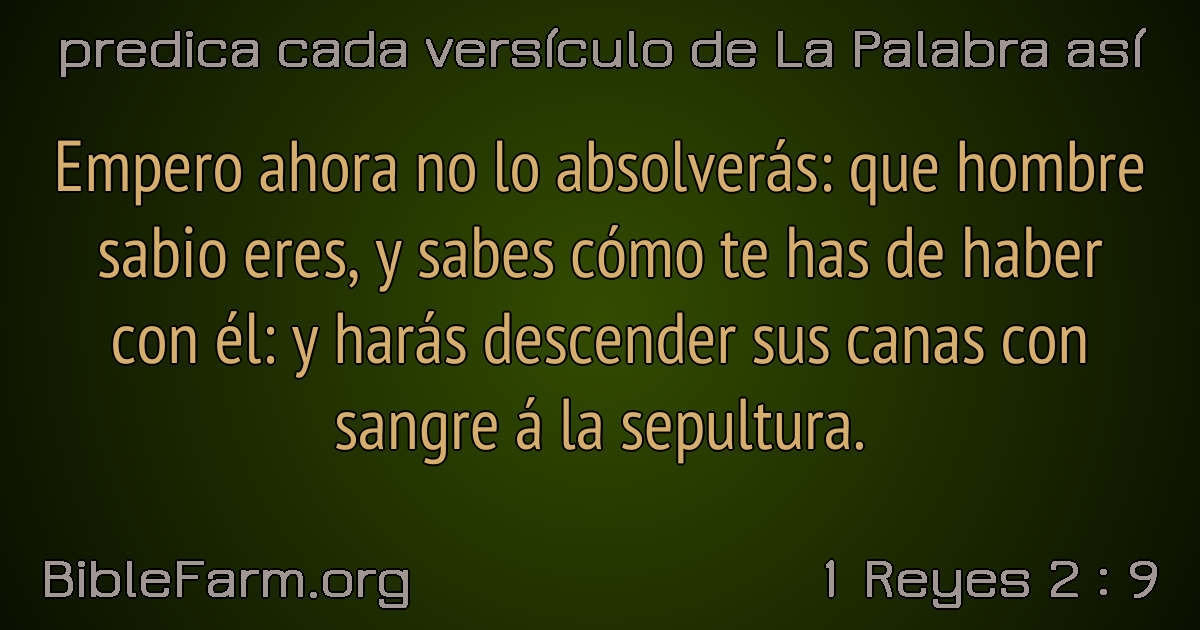 predica cada versículo de La Palabra así
Empero ahora no lo absolverás: que hombre
sabio eres, y sabes cómo te has de haber
con él: y harás descender sus canas con
sangre á la sepultura.
BibleFarm.org
1 Reyes 2 : 9